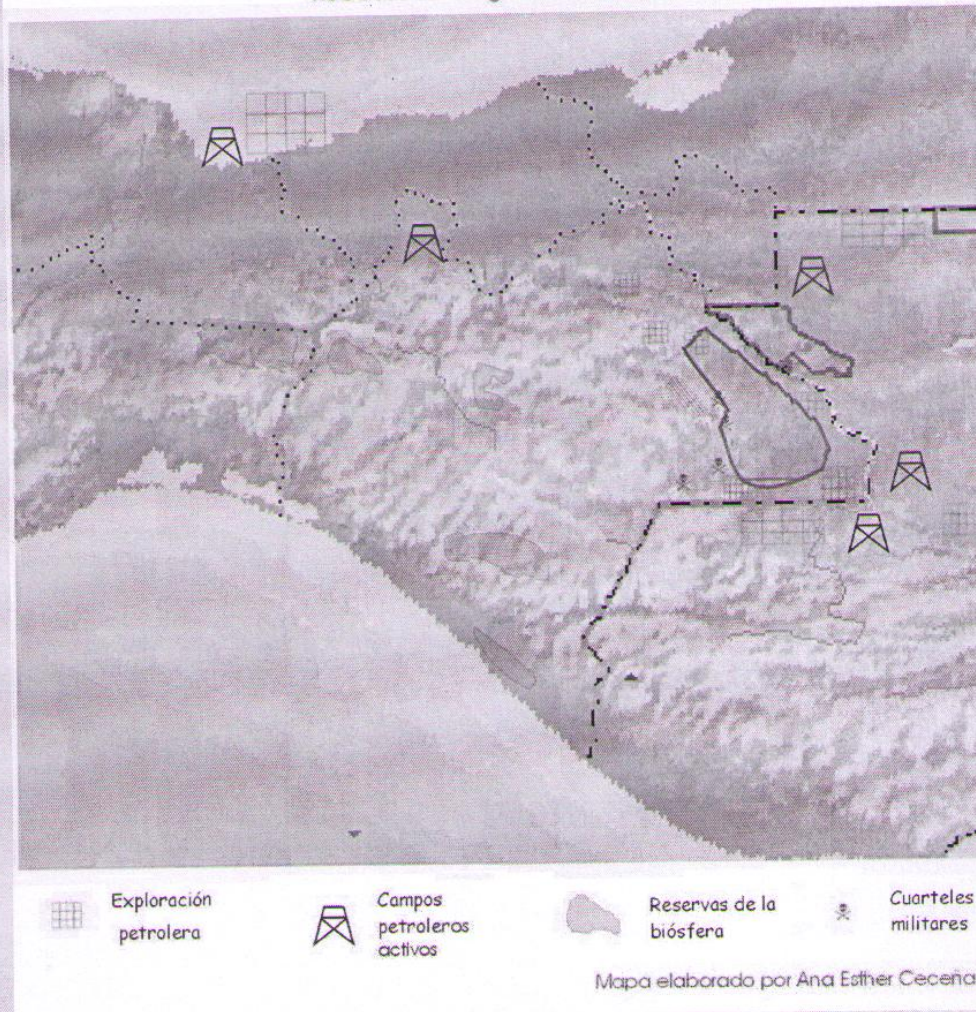 Exploración
petrolera
Campos
petroleros
activos
Reservas de la
biósfera
Cuarteles
militares
Mapa elaborado por Ana Esther Ceceña